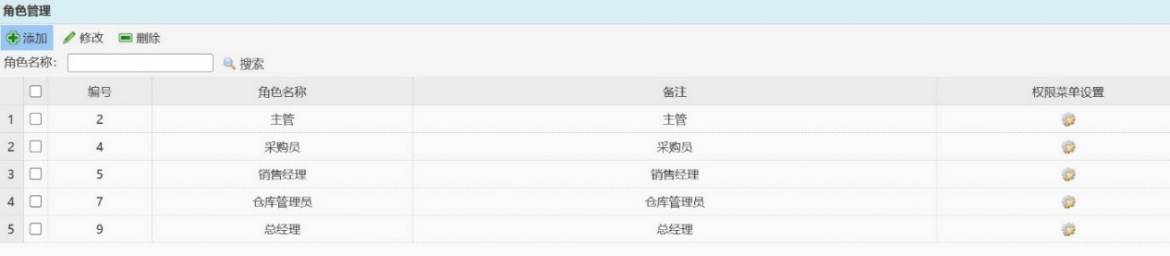 角色管理
添加 修改 删除
角色名称: 搜索
编号 角色名称 备注 权限菜单设置
1 2 主管 主管
2 4 采购员 采购员
3 5 销售经理 销售经理
4 7 仓库管理员 仓库管理员
5 9 总经理 总经理